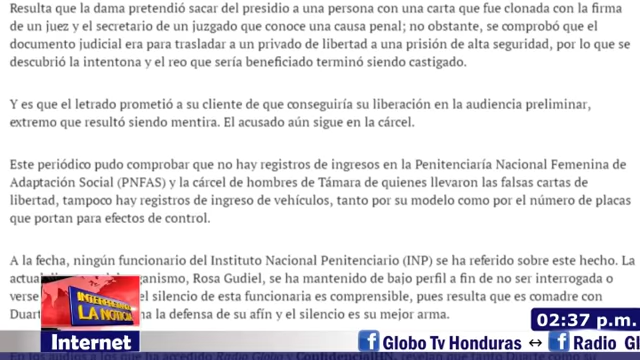 Resulta que la dama pretendió sacar del presidio a una persona con una carta que fue clonada con la firma
de un juez y el secretario de un juzgado que conoce una causa penal; no obstante, se comprobó que el
documento judicial era para trasladar a un privado de libertad a una prisión de alta seguridad, por lo que se
descubrió la intentona y el reo que sería beneficiado terminó siendo castigado.
Y es que el letrado prometió a su cliente de que conseguiría su liberación en la audiencia preliminar,
extremo que resultó siendo mentira. El acusado aún sigue en la cárcel.
Este periódico pudo comprobar que no hay registros de ingresos en la Penitenciaría Nacional Femenina de
Adaptación Social (PNFAS) y la cárcel de hombres de Támara de quienes llevaron las falsas cartas de
libertad, tampoco hay registros de ingreso de vehículos, tanto por su modelo como por el número de placas
que portan para efectos de control.
A la fecha, ningún funcionario del Instituto Nacional Penitenciario (INP) se ha referido sobre este hecho. La
actual organismo, Rosa Gudiel, se ha mantenido de bajo perfil a fin de no ser interrogada o
verse el silencio de esta funcionaria es comprensible, pues resulta que es comadre con
Duart la defensa de su afín y el silencio es su mejor arma.
LA NOTICIA
02:37 p.m.
Internet
Globo Tv Honduras ↔ Radio Gl